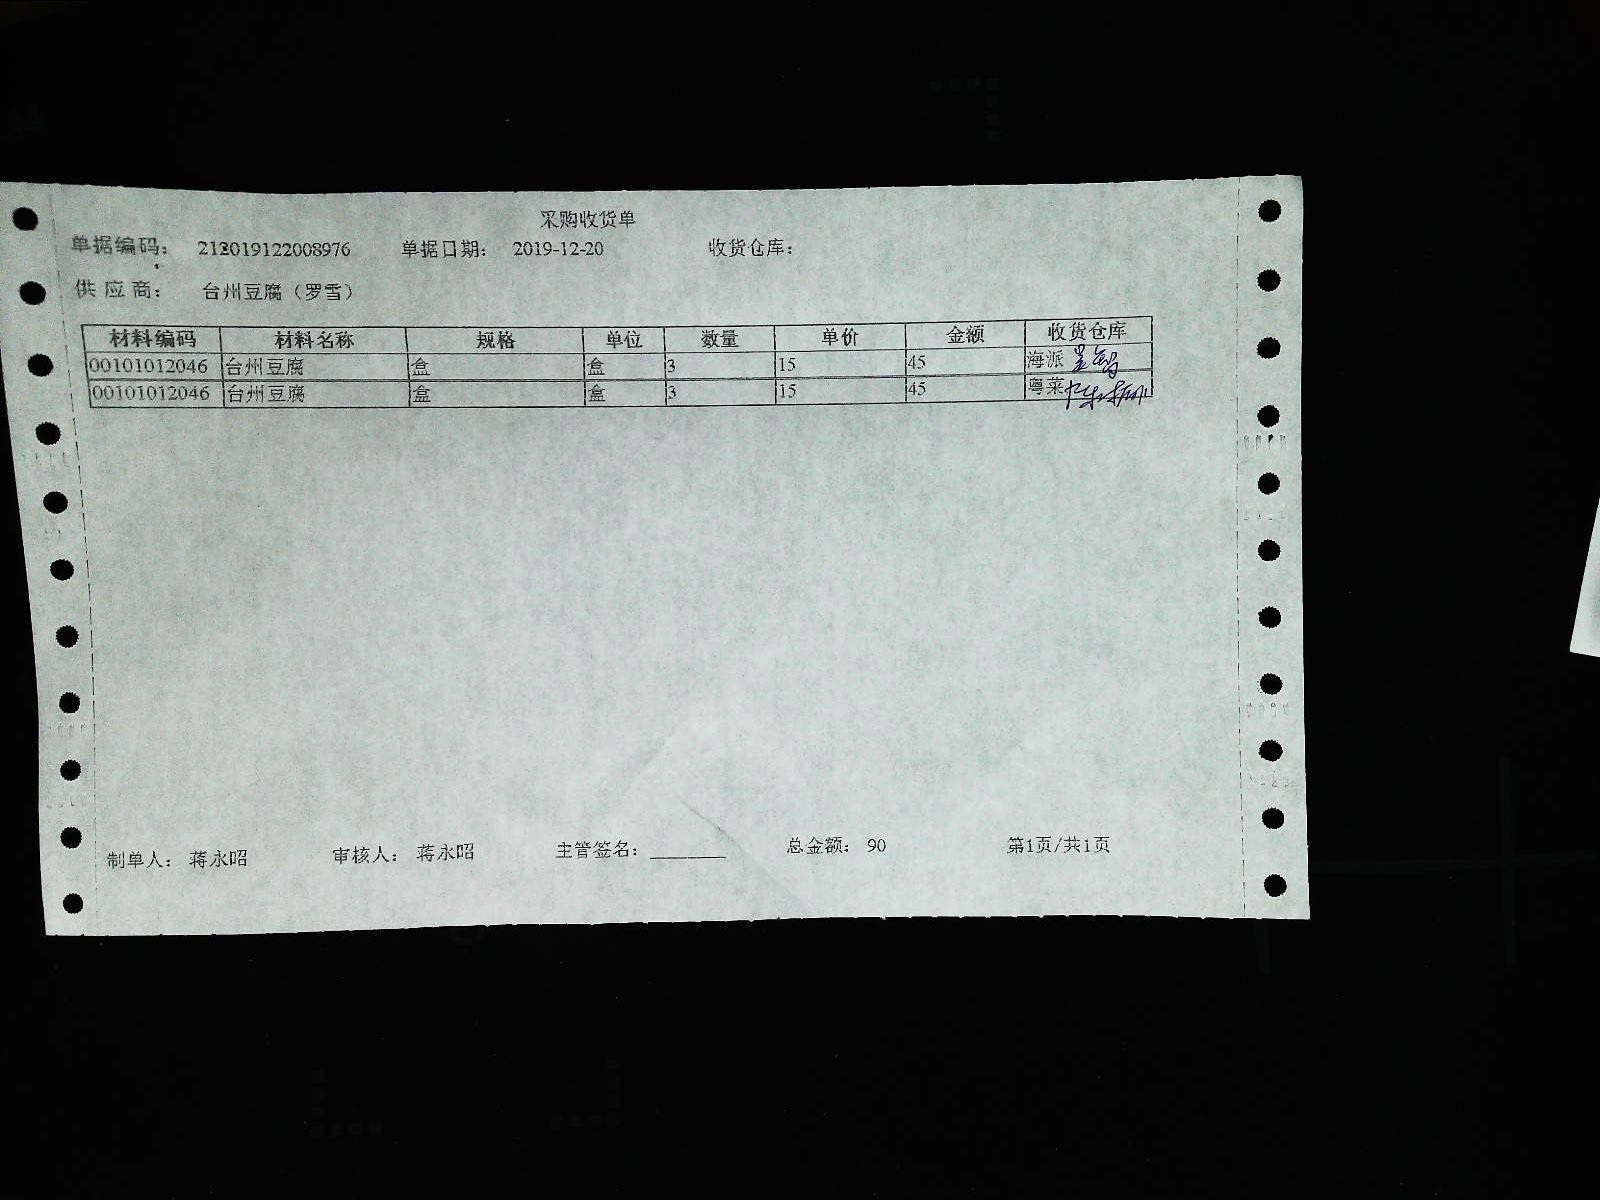 采购收货单
单据编码： 212019122008976 单据日期： 2019-12-20 收货仓库：
供 应 商： 台州豆腐（罗雪）
材料编码 材料名称 规格 单位 数量 单价 金额 收货仓库
00101012046 台州豆腐 盒 盒 3 15 45 海派
00101012046 台州豆腐 盒 盒 3 15 45 粤菜
制单人： 蒋永昭 审核人： 蒋永昭 主管签名：________ 总金额： 90 第1页/共1页